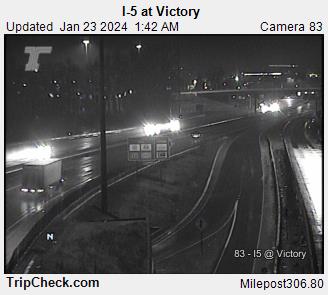 I-5 at Victory
Updated Jan 23 2024 1:42 AM Camera 83
T
N
83 - I5 @ Victory
TripCheck.com Milepost306.80